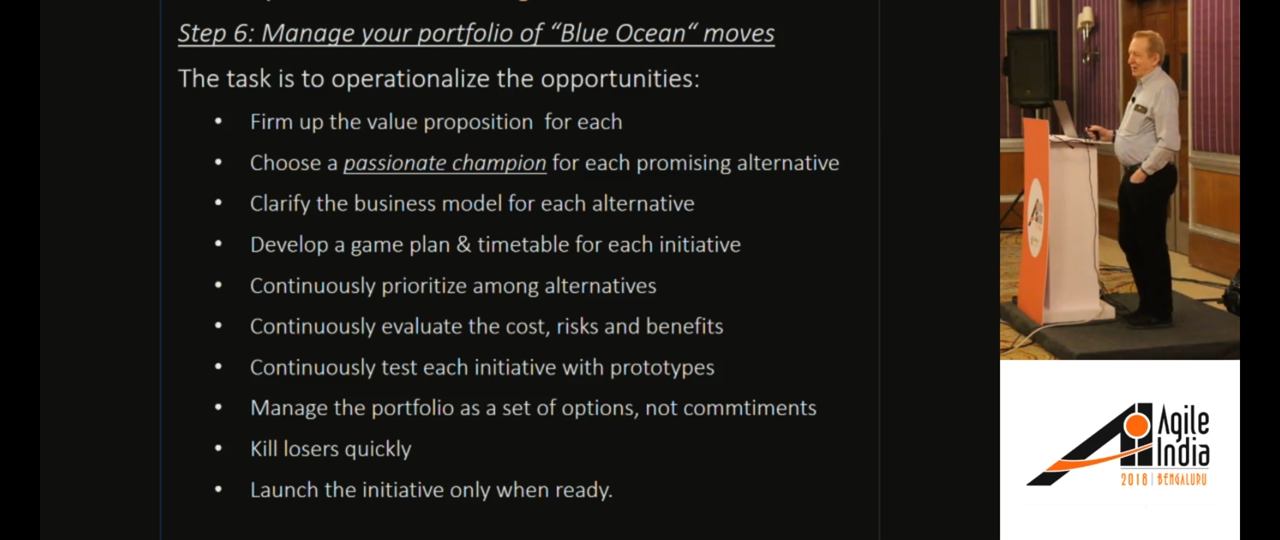 Step 6: Manage your portfolio of “Blue Ocean“ moves
The task is to operationalize the opportunities:
• Firm up the value proposition for each
• Choose a passionate champion for each promising alternative
• Clarify the business model for each alternative
• Develop a game plan & timetable for each initiative
• Continuously prioritize among alternatives
• Continuously evaluate the cost, risks and benefits
• Continuously test each initiative with prototypes
• Manage the portfolio as a set of options, not commtiments
• Kill losers quickly
• Launch the initiative only when ready.
Agile
India
2018 | BENGALURU